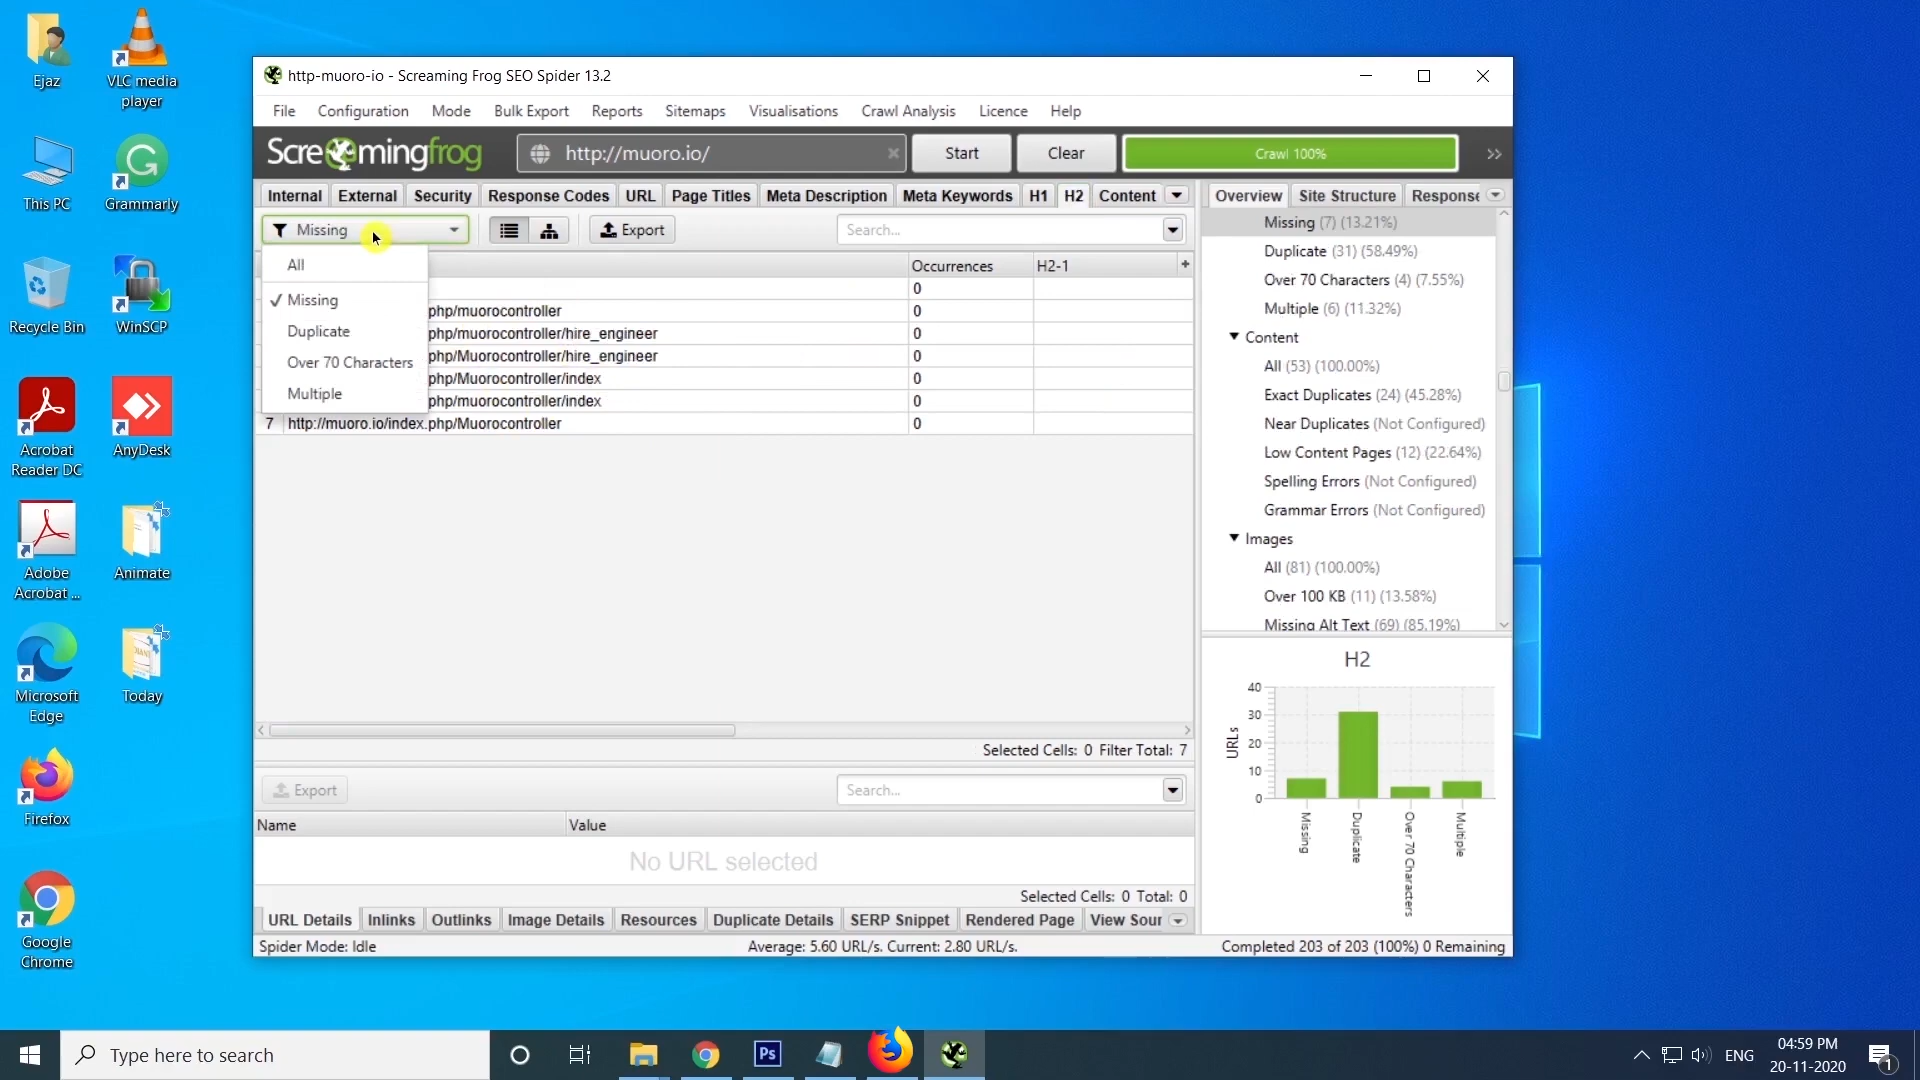 Ejaz
VLC media player
This PC
Grammarly
Recycle Bin
WinSCP
Acrobat Reader DC
AnyDesk
Adobe Acrobat ...
Animate
Microsoft Edge
Today
Firefox
Google Chrome
http-muoro-io - Screaming Frog SEO Spider 13.2
File Configuration Mode Bulk Export Reports Sitemaps Visualisations Crawl Analysis Licence Help
Screamingfrog http://muoro.io/ Start Clear Crawl 100%
Internal External Security Response Codes URL Page Titles Meta Description Meta Keywords H1 H2 Content
Missing Export Search...
All
Missing
Duplicate
Over 70 Characters
Multiple
Occurrences H2-1
0
php/muorocontroller 0
php/muorocontroller/hire_engineer 0
php/Muorocontroller/hire_engineer 0
php/Muorocontroller/index 0
php/muorocontroller/index 0
7 http://muoro.io/index.php/Muorocontroller 0
Selected Cells: 0 Filter Total: 7
Export Search...
Name Value
No URL selected
Selected Cells: 0 Total: 0
URL Details Inlinks Outlinks Image Details Resources Duplicate Details SERP Snippet Rendered Page View Sour
Spider Mode: Idle Average: 5.60 URL/s. Current: 2.80 URL/s. Completed 203 of 203 (100%) 0 Remaining
Overview Site Structure Response
Missing (7) (13.21%)
Duplicate (31) (58.49%)
Over 70 Characters (4) (7.55%)
Multiple (6) (11.32%)
Content
All (53) (100.00%)
Exact Duplicates (24) (45.28%)
Near Duplicates (Not Configured)
Low Content Pages (12) (22.64%)
Spelling Errors (Not Configured)
Grammar Errors (Not Configured)
Images
All (81) (100.00%)
Over 100 KB (11) (13.58%)
Missing Alt Text (69) (85.19%)
H2
URLs
40
30
20
10
0
Missing
Duplicate
Over 70 Characters
Multiple
Type here to search
Ps
ENG
04:59 PM
20-11-2020
1